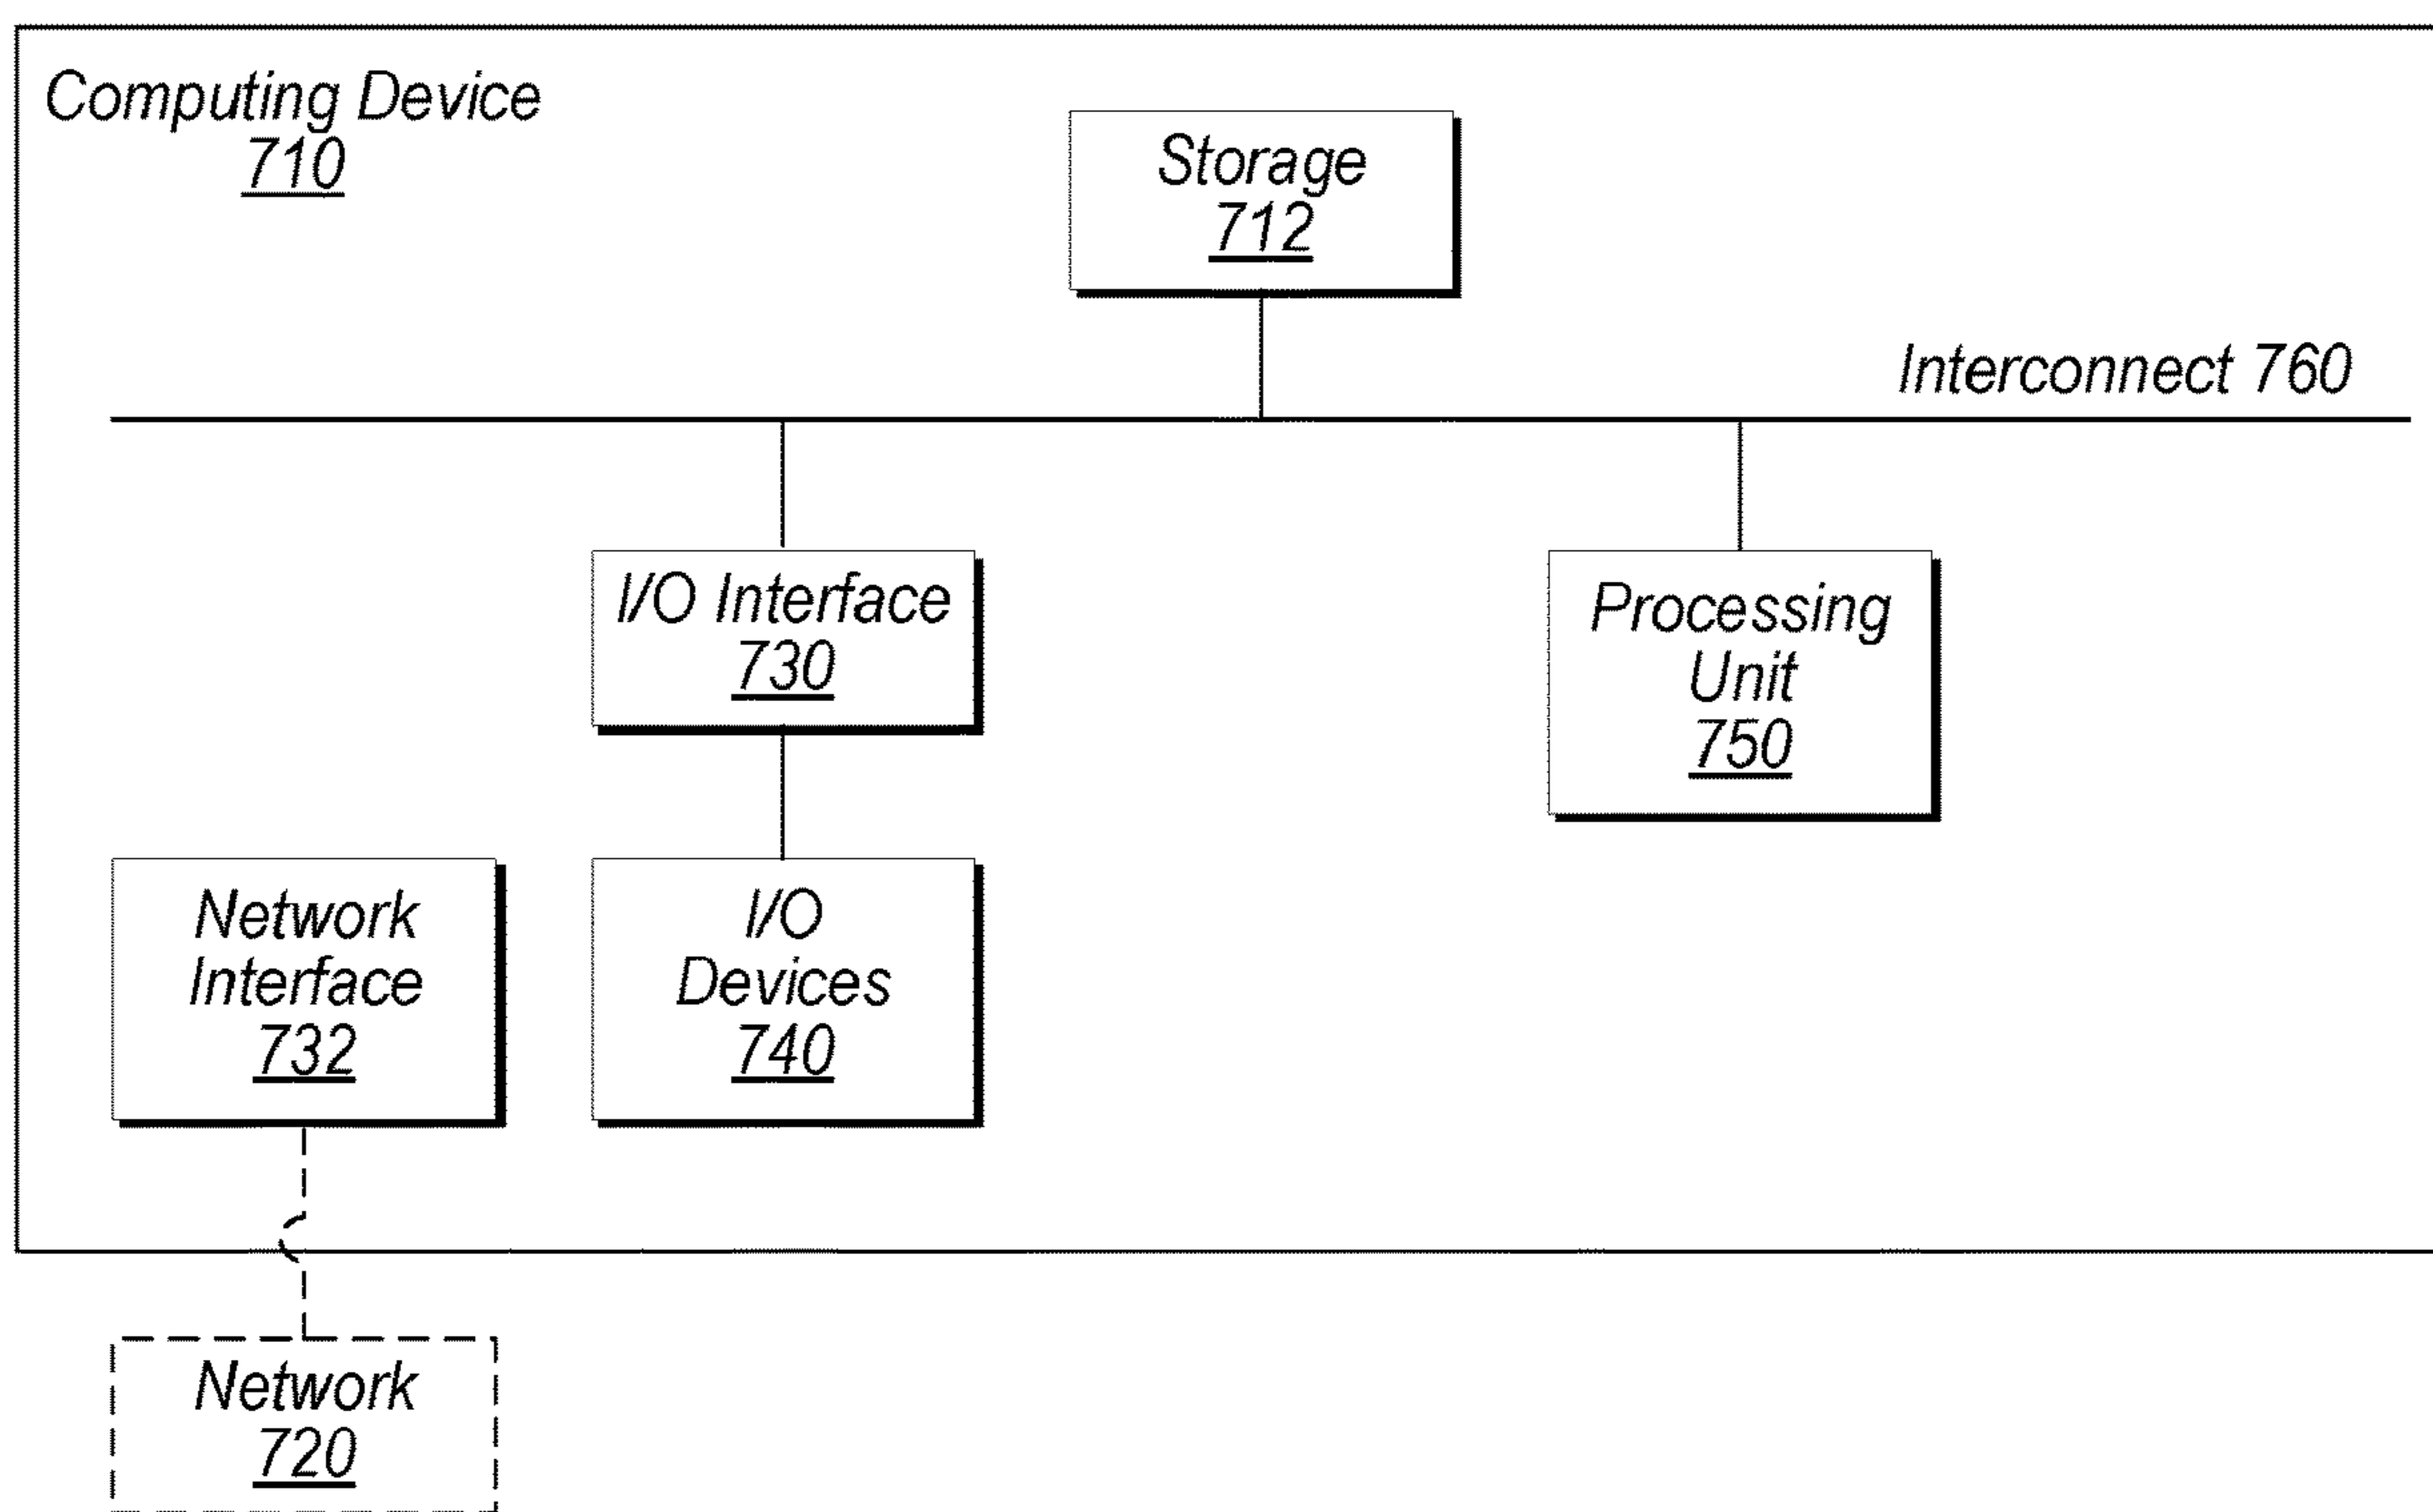 Computing Device
710
Storage
712
Interconnect 760
I/O Interface
730
Processing
Unit
750
Network
Interface
732
I/O
Devices
740
Network
720